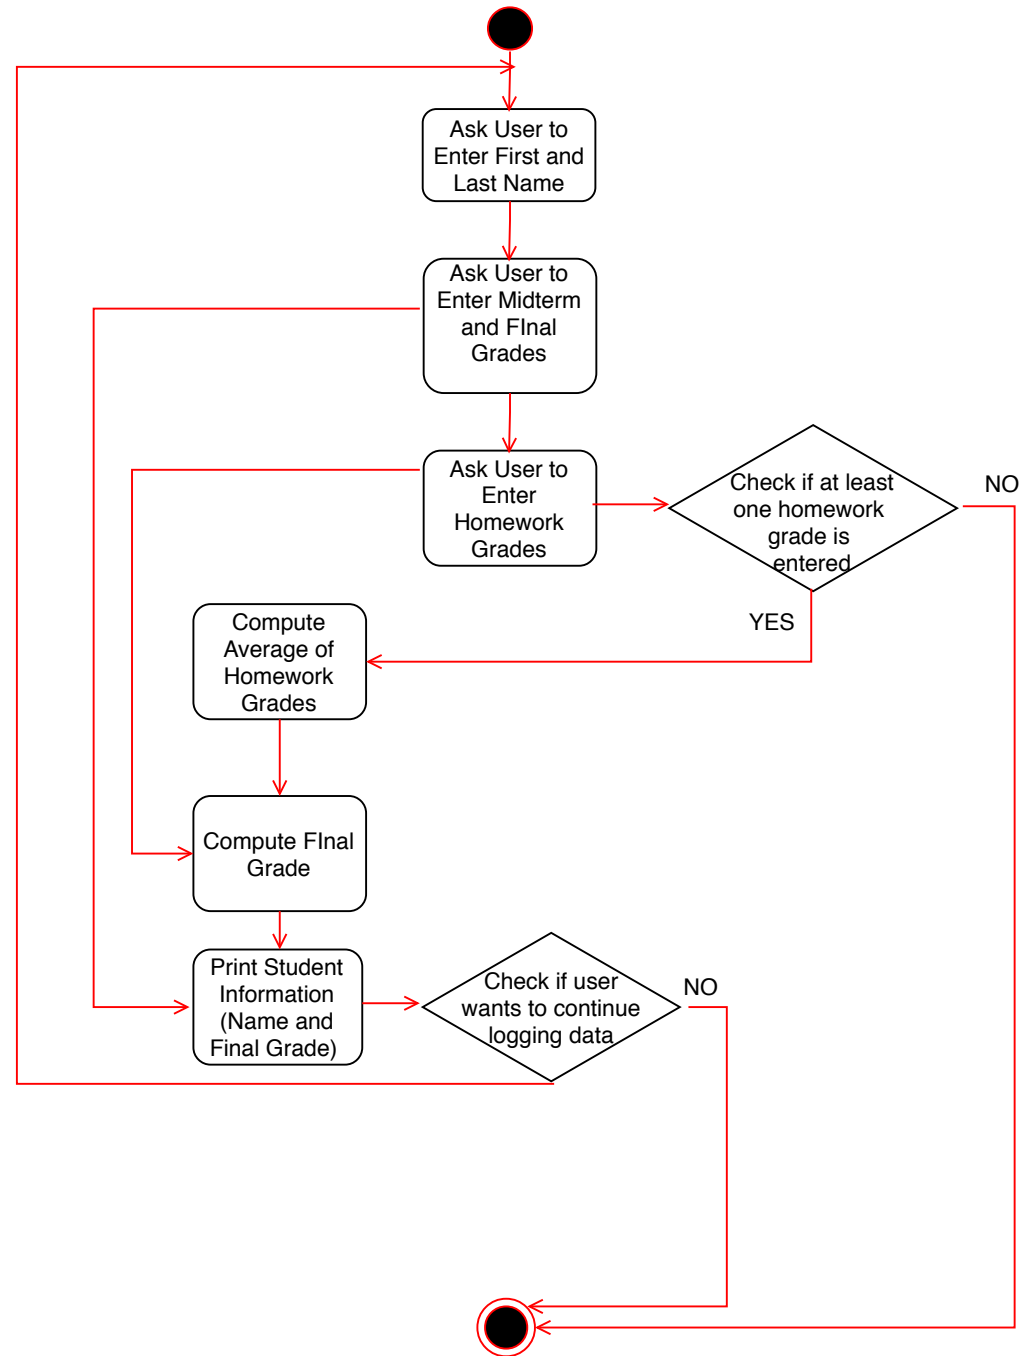 Ask User to
Enter First and
Last Name
Ask User to
Enter Midterm
and FInal
Grades
Ask User to
Enter
Homework
Grades
Check if at least
one homework
grade is
entered
NO
YES
Compute
Average of
Homework
Grades
Compute FInal
Grade
Print Student
Information
(Name and
Final Grade)
Check if user
wants to continue
logging data
NO